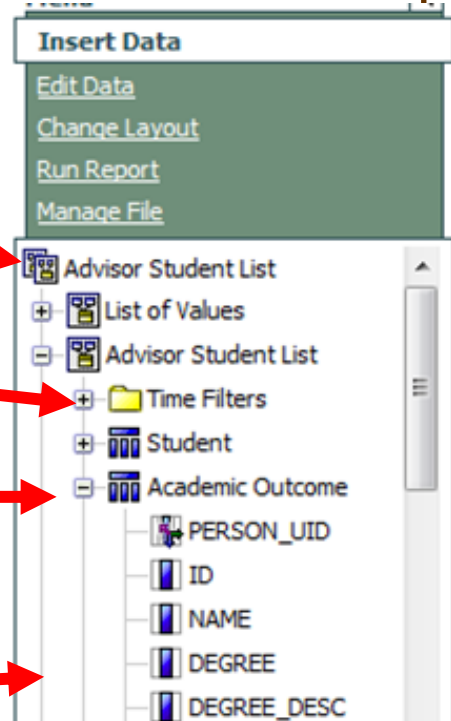 Insert Data
Edit Data
Change Layout
Run Report
Manage File
Advisor Student List
List of Values
Advisor Student List
Time Filters
Student
Academic Outcome
PERSON_UID
ID
NAME
DEGREE
DEGREE_DESC